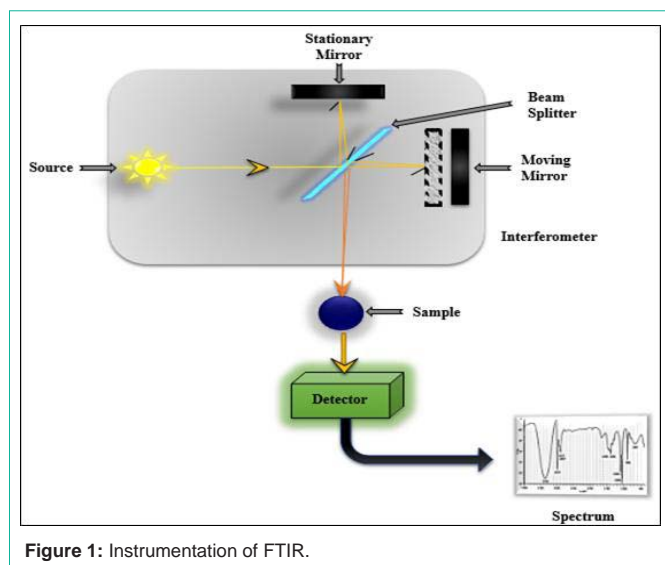 Stationary
Mirror
Beam
Splitter
Source
Moving
Mirror
Interferometer
Sample
Detector
Spectrum
Figure 1: Instrumentation of FTIR.